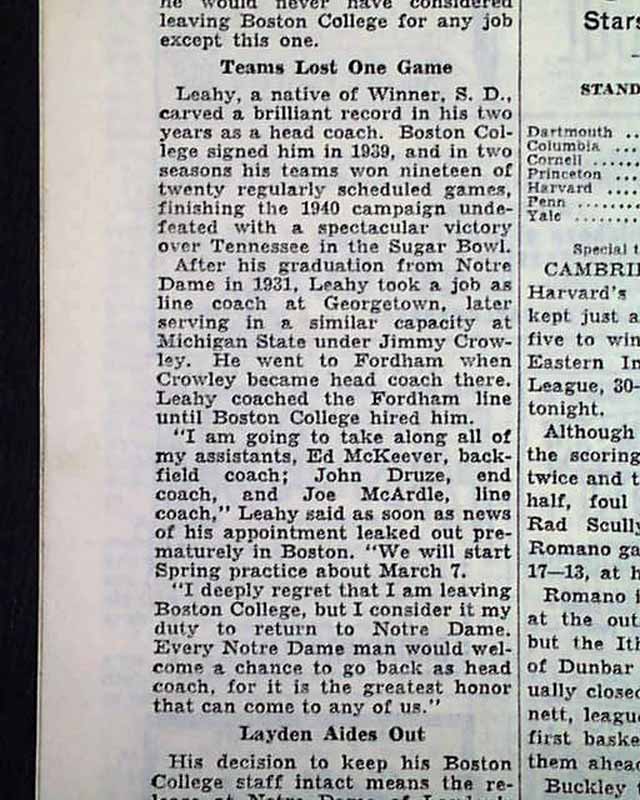 he would never have considered
leaving Boston College for any job
except this one.
Teams Lost One Game
Leahy, a native of Winner, S. D.,
carved a brilliant record in his two
years as a head coach. Boston Col-
lege signed him in 1939, and in two
seasons his teams won nineteen of
twenty regularly scheduled games,
finishing the 1940 campaign unde-
feated with a spectacular victory
over Tennessee in the Sugar Bowl.
After his graduation from Notre
Dame in 1931, Leahy took a job as
line coach at Georgetown, later
serving in a similar capacity at
Michigan State under Jimmy Crow-
ley. He went to Fordham when
Crowley became head coach there.
Leahy coached the Fordham line
until Boston College hired him.
"I am going to take along all of
my assistants, Ed McKeever, back-
field coach; John Druze, end
coach, and Joe McArdle, line
coach," Leahy said as soon as news
of his appointment leaked out pre-
maturely in Boston. "We will start
Spring practice about March 7.
"I deeply regret that I am leaving
Boston College, but I consider it my
duty to return to Notre Dame.
Every Notre Dame man would wel-
come a chance to go back as head
coach, for it is the greatest honor
that can come to any of us."
Layden Aides Out
His decision to keep his Boston
College staff intact means the re-
Stars
STAND
Dartmouth ..
Columbia ...
Cornell ......
Princeton ...
Harvard ....
Penn ........
Yale ........
Special t
CAMBRI
Harvard's
kept just a
five to win
Eastern In
League, 30-
tonight.
Although
the scoring
twice and t
half, foul
Rad Scully
Romano ga
17—13, at h
Romano i
at the out
but the Ith
of Dunbar
ually closed
nett, leagu
first baske
them ahead
Buckley